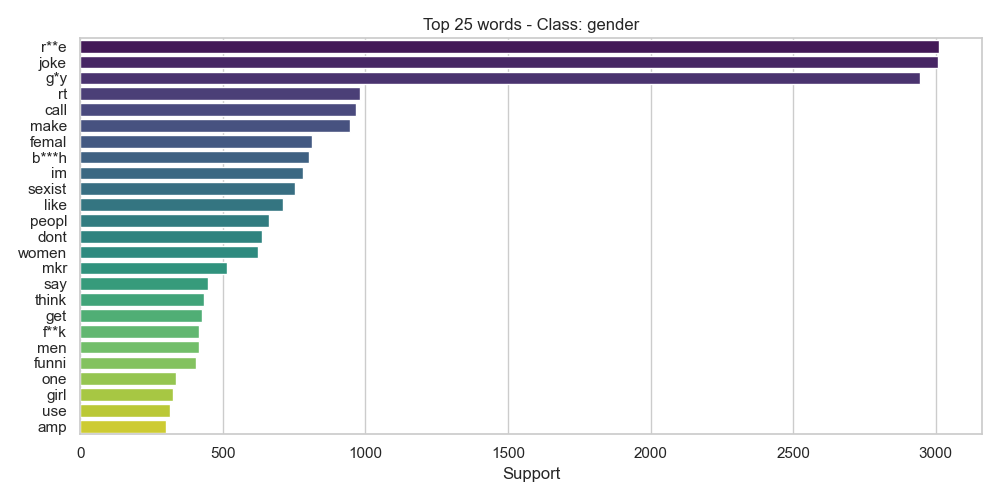 Top 25 words - Class: gender
r**e
joke
g*y
rt
call
make
femal
b***h
im
sexist
like
peopl
dont
women
mkr
say
think
get
f**k
men
funni
one
girl
use
amp
0 500 1000 1500 2000 2500 3000
Support